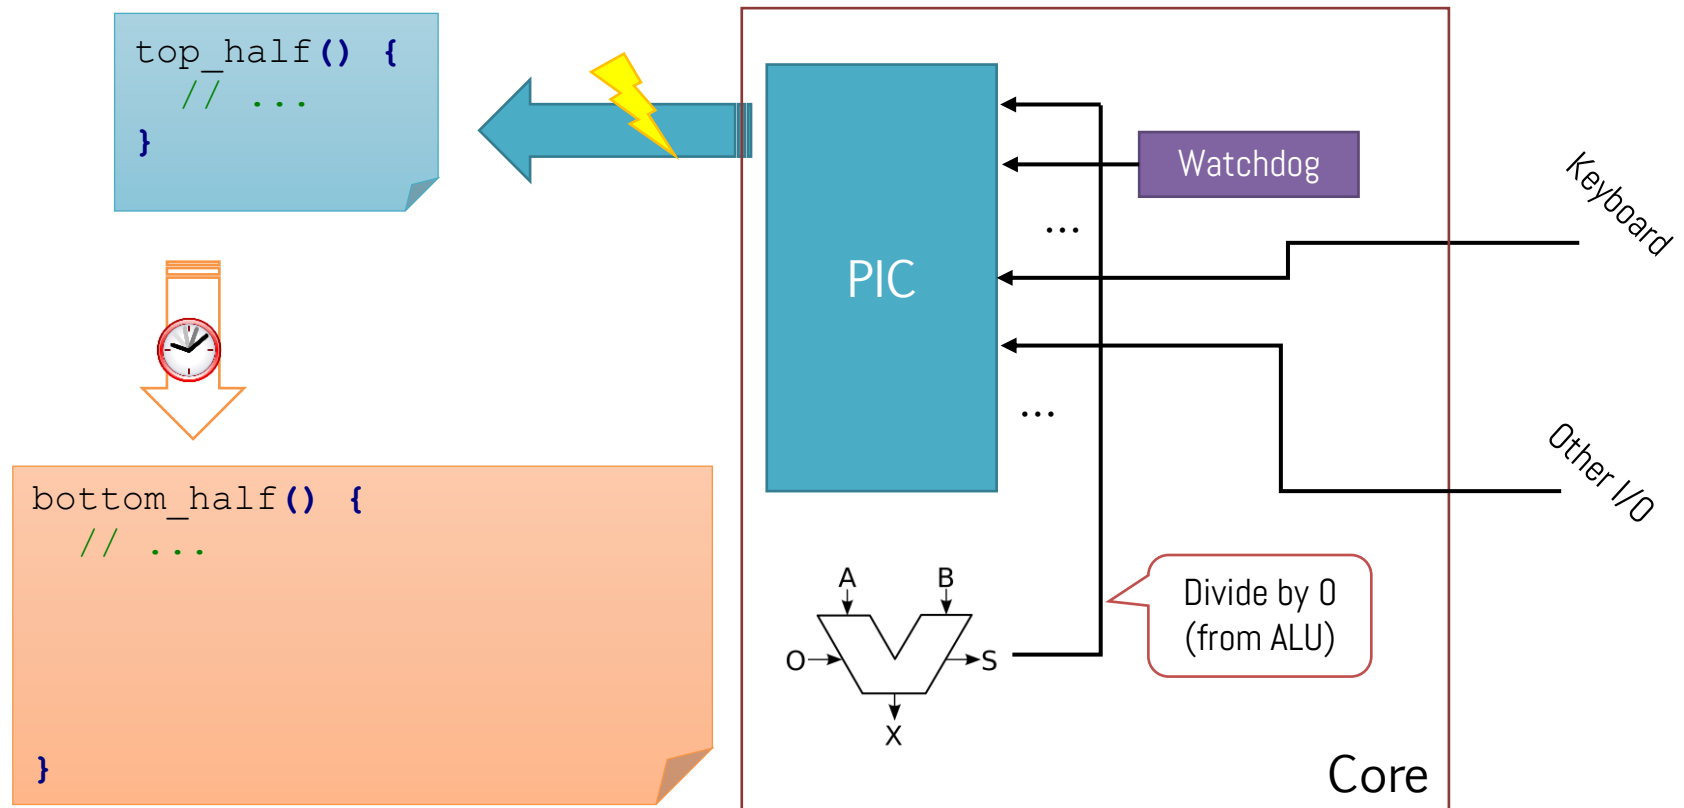 top_half() {
// ...
}
Watchdog
Keyboard
...
PIC
...
Other I/O
bottom_half() {
// ...
}
A
B
O
S
X
Divide by 0
(from ALU)
Core